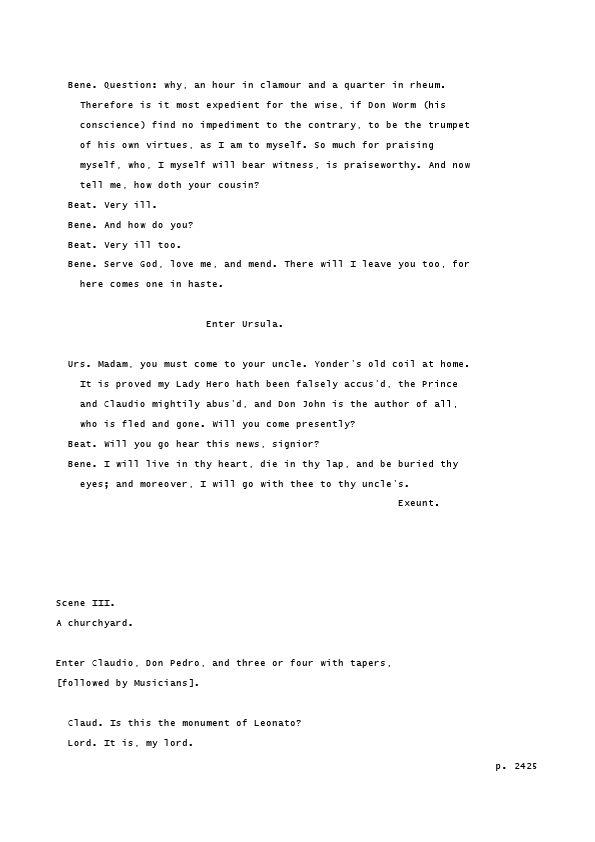 Bene. Question: why, an hour in clamour and a quarter in rheum.
Therefore is it most expedient for the wise, if Don Worm (his
conscience) find no impediment to the contrary, to be the trumpet
of his own virtues, as I am to myself. So much for praising
myself, who, I myself will bear witness, is praiseworthy. And now
tell me, how doth your cousin?
Beat. Very ill.
Bene. And how do you?
Beat. Very ill too.
Bene. Serve God, love me, and mend. There will I leave you too, for
here comes one in haste.
Enter Ursula.
Urs. Madam, you must come to your uncle. Yonder's old coil at home.
It is proved my Lady Hero hath been falsely accus'd, the Prince
and Claudio mightily abus'd, and Don John is the author of all,
who is fled and gone. Will you come presently?
Beat. Will you go hear this news, signior?
Bene. I will live in thy heart, die in thy lap, and be buried thy
eyes; and moreover, I will go with thee to thy uncle's.
Exeunt.
Scene III.
A churchyard.
Enter Claudio, Don Pedro, and three or four with tapers,
[followed by Musicians].
Claud. Is this the monument of Leonato?
Lord. It is, my lord.
p. 2425